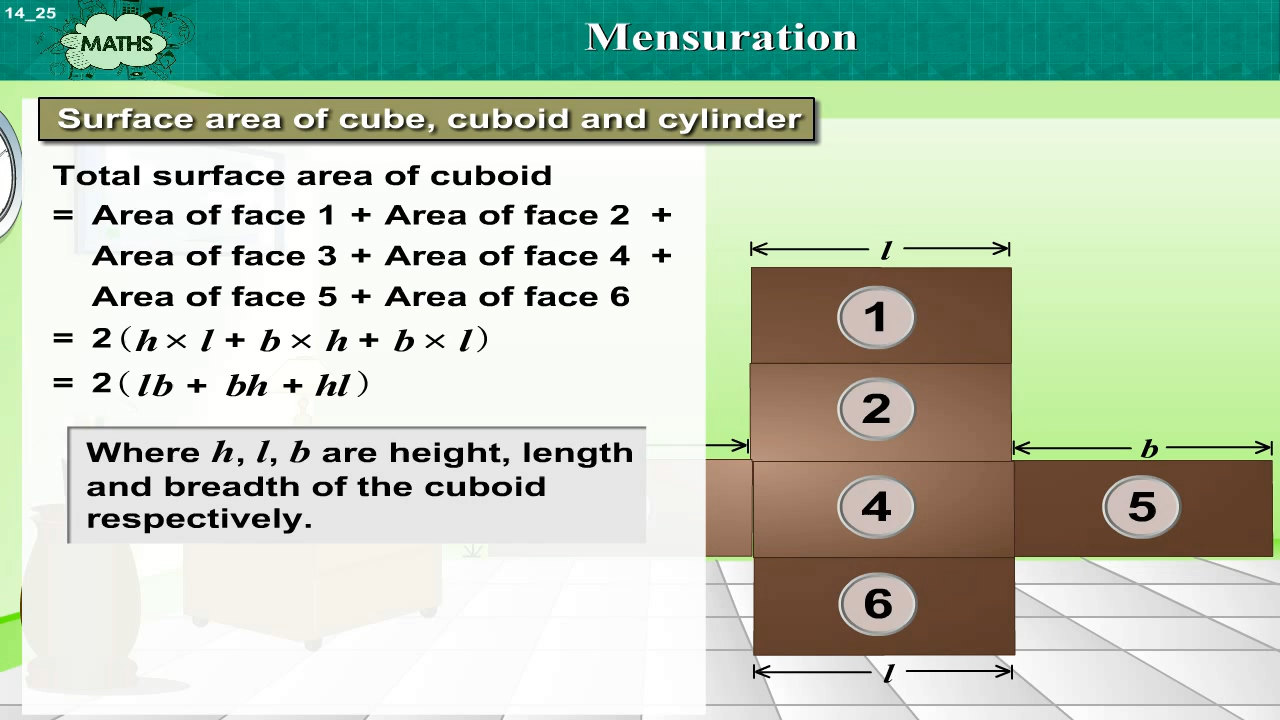 14_25
MATHS
Mensuration
Surface area of cube, cuboid and cylinder
Total surface area of cuboid
= Area of face 1 + Area of face 2 +
Area of face 3 + Area of face 4 +
Area of face 5 + Area of face 6
= 2(h × l + b × h + b × l)
= 2(lb + bh + hl)
Where h, l, b are height, length
and breadth of the cuboid
respectively.
l
1
2
b
4
5
6
l